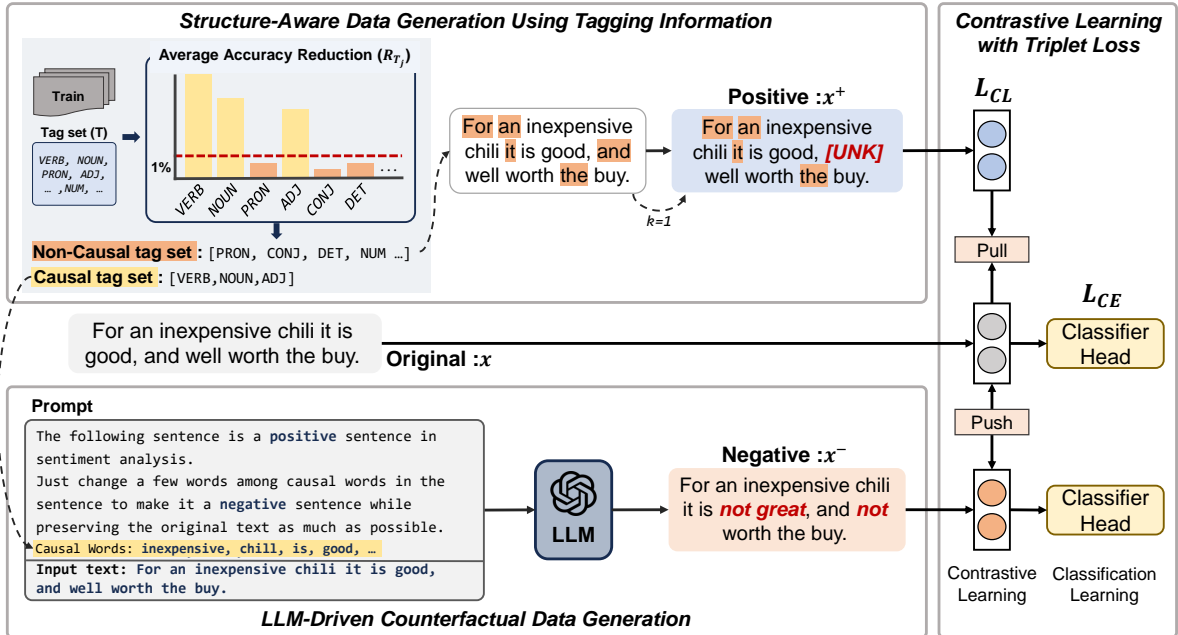 Structure-Aware Data Generation Using Tagging Information
Average Accuracy Reduction (R_{T_j})
Train
Tag set (T)
VERB, NOUN,
PRON, ADJ,
… ,NUM, …
1%
VERB
NOUN
PRON
ADJ
CONJ
DET
...
Non-Causal tag set : [PRON, CONJ, DET, NUM …]
Causal tag set : [VERB,NOUN,ADJ]
For an inexpensive
chili it is good, and
well worth the buy.
k=1
Positive :x⁺
For an inexpensive
chili it is good, [UNK]
well worth the buy.
For an inexpensive chili it is
good, and well worth the buy.
Original :x
Prompt
The following sentence is a positive sentence in
sentiment analysis.
Just change a few words among causal words in the
sentence to make it a negative sentence while
preserving the original text as much as possible.
Causal Words: inexpensive, chill, is, good, …
Input text: For an inexpensive chili it is good,
and well worth the buy.
LLM
Negative :x⁻
For an inexpensive chili
it is not great, and not
worth the buy.
LLM-Driven Counterfactual Data Generation
Contrastive Learning
with Triplet Loss
L_{CL}
Pull
L_{CE}
Classifier
Head
Push
Classifier
Head
Contrastive
Learning
Classification
Learning